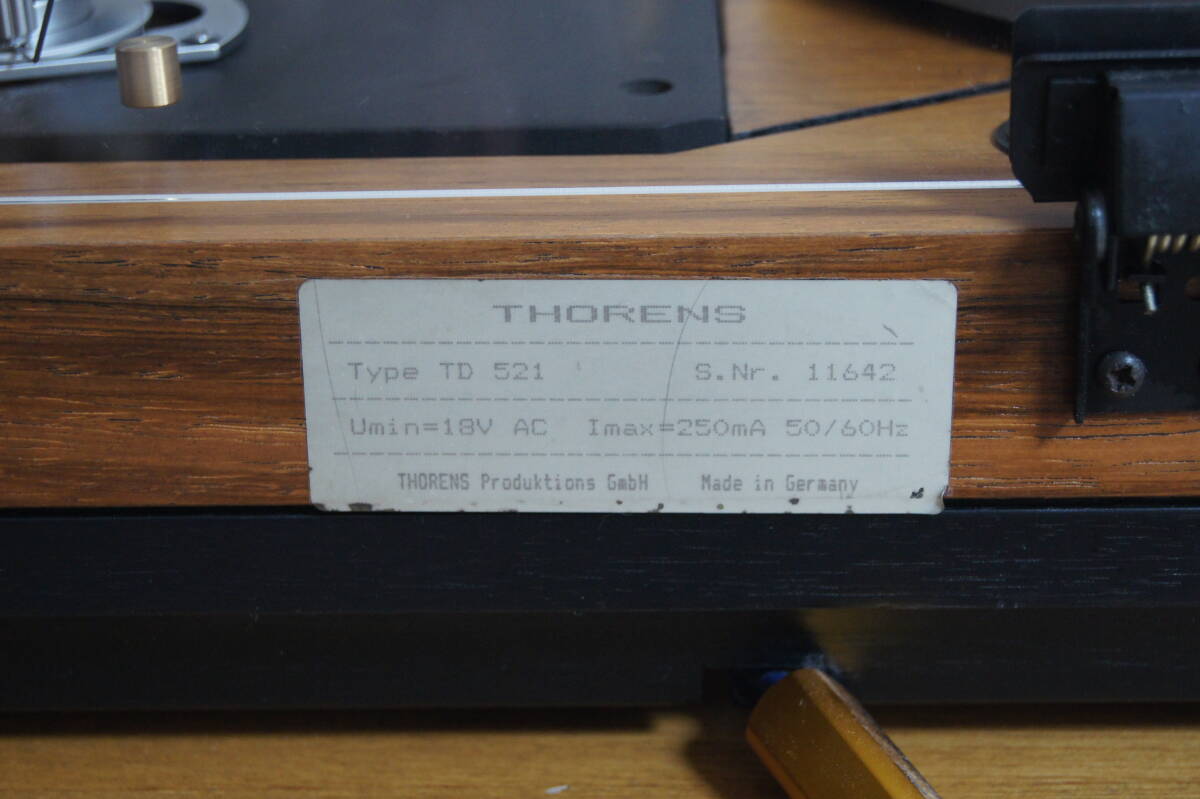 THORENS
Type TD 521 S.Nr. 11642
Umin=18V AC Imax=250mA 50/60Hz
THORENS Produktions GmbH Made in Germany